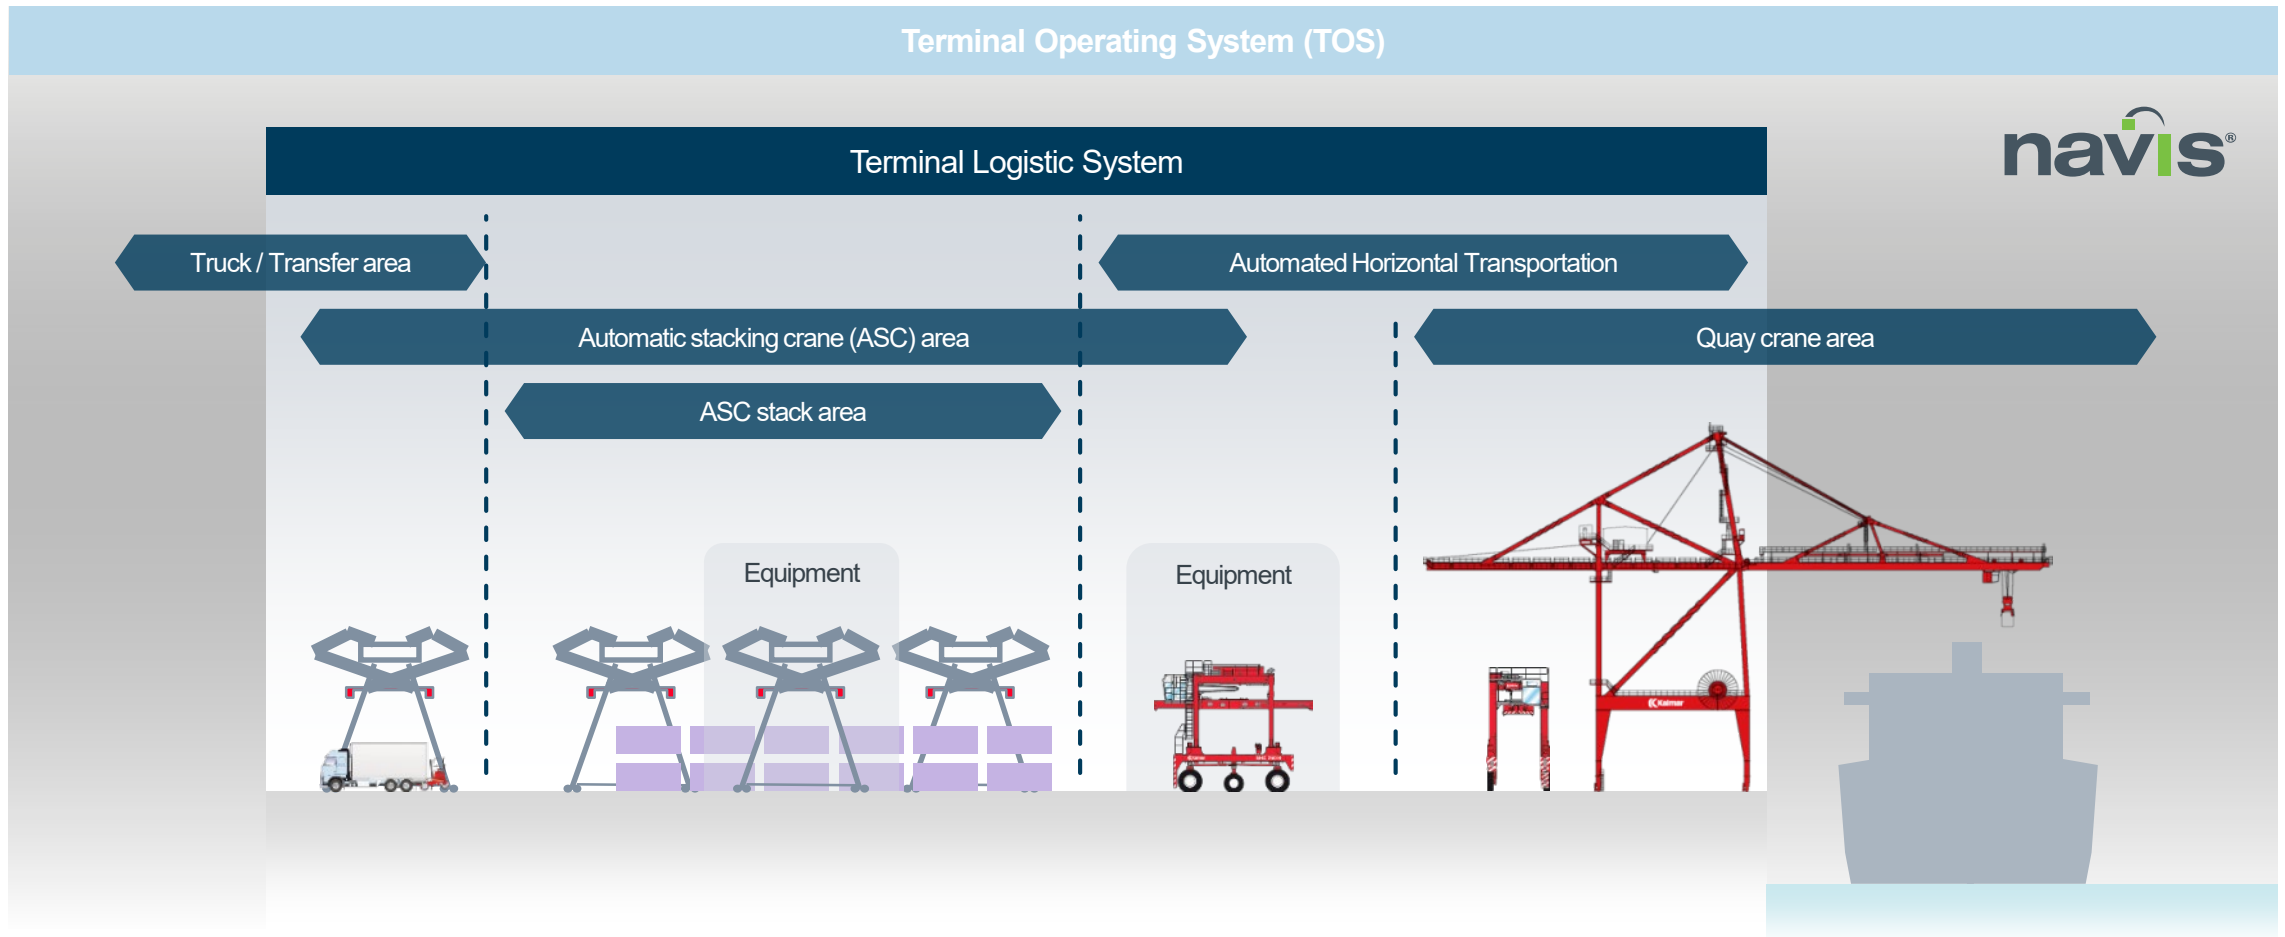 Terminal Operating System (TOS)
navis®
Terminal Logistic System
Truck / Transfer area
Automated Horizontal Transportation
Automatic stacking crane (ASC) area
Quay crane area
ASC stack area
Equipment
Equipment
Kalmar